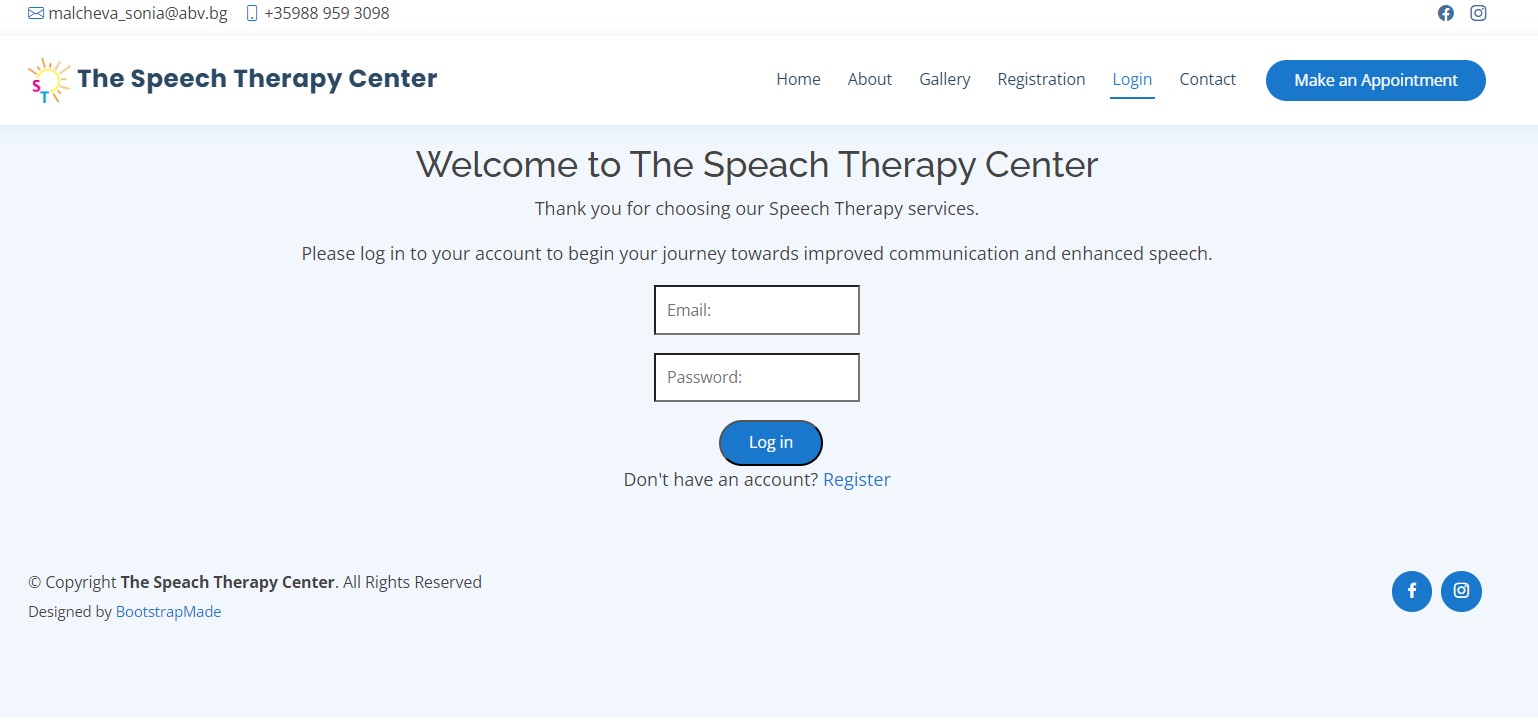 malcheva_sonia@abv.bg +35988 959 3098
S
T
The Speech Therapy Center
Home About Gallery Registration Login Contact Make an Appointment
Welcome to The Speach Therapy Center
Thank you for choosing our Speech Therapy services.
Please log in to your account to begin your journey towards improved communication and enhanced speech.
Email:
Password:
Log in
Don't have an account? Register
© Copyright The Speach Therapy Center. All Rights Reserved
Designed by BootstrapMade